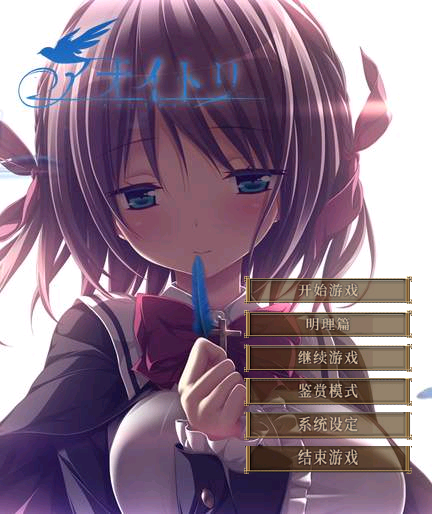 アオイトリ
开始游戏
明理篇
继续游戏
鉴赏模式
系统设定
结束游戏